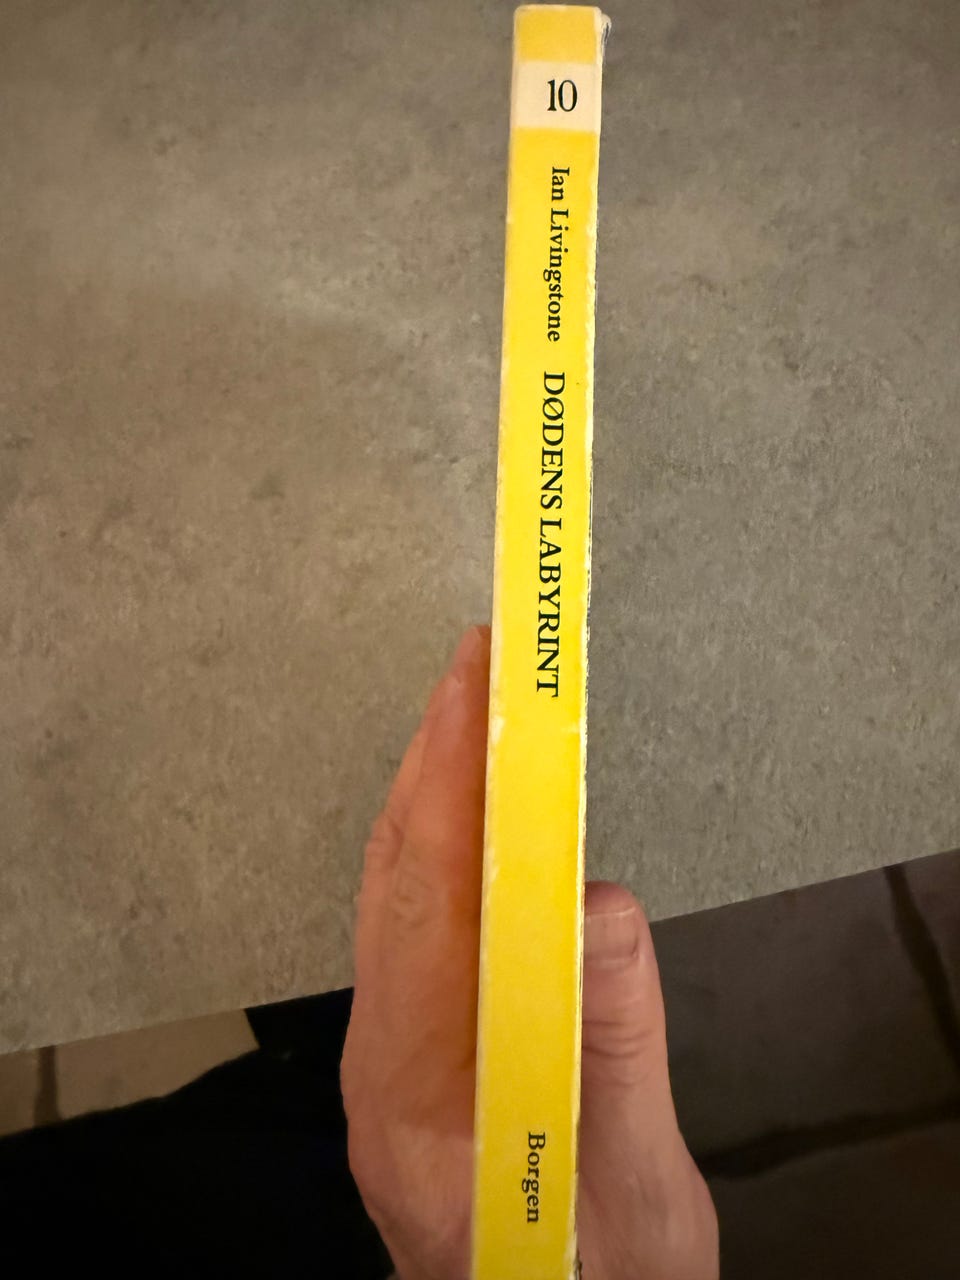 10
Ian Livingstone DØDENS LABYRINT
Borgen